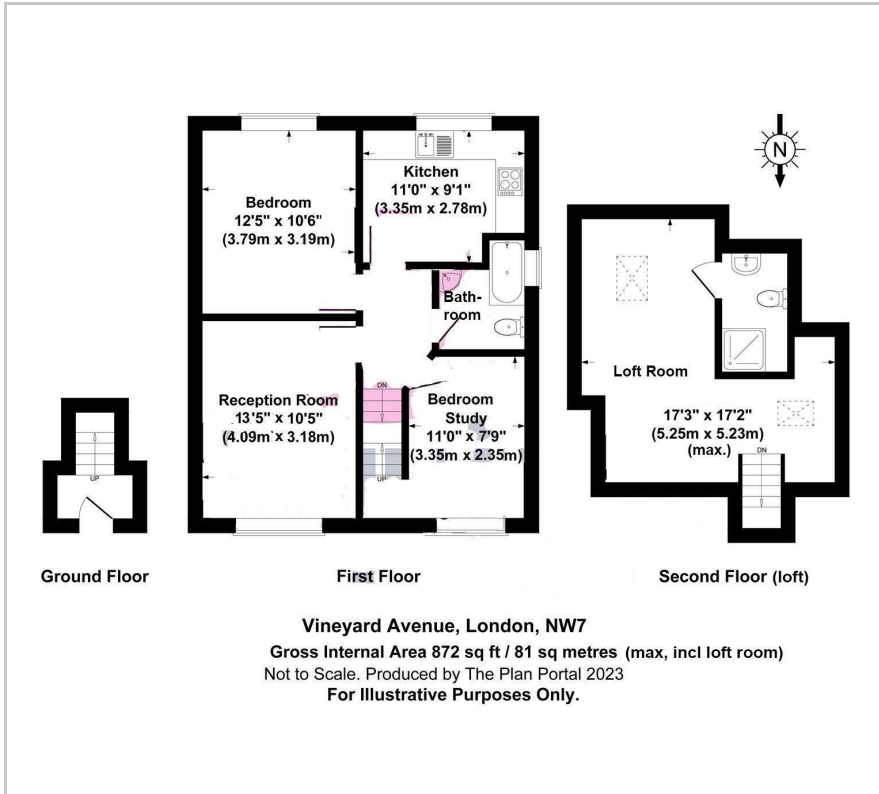 Bedroom
12'5" x 10'6"
(3.79m x 3.19m)
Kitchen
11'0" x 9'1"
(3.35m x 2.78m)
N
Bath-
room
Reception Room
13'5" x 10'5"
(4.09m x 3.18m)
DN
UP
Bedroom
Study
11'0" x 7'9"
(3.35m x 2.35m)
Loft Room
17'3" x 17'2"
(5.25m x 5.23m)
(max.)
DN
UP
Ground Floor
First Floor
Second Floor (loft)
Vineyard Avenue, London, NW7
Gross Internal Area 872 sq ft / 81 sq metres (max, incl loft room)
Not to Scale. Produced by The Plan Portal 2023
For Illustrative Purposes Only.